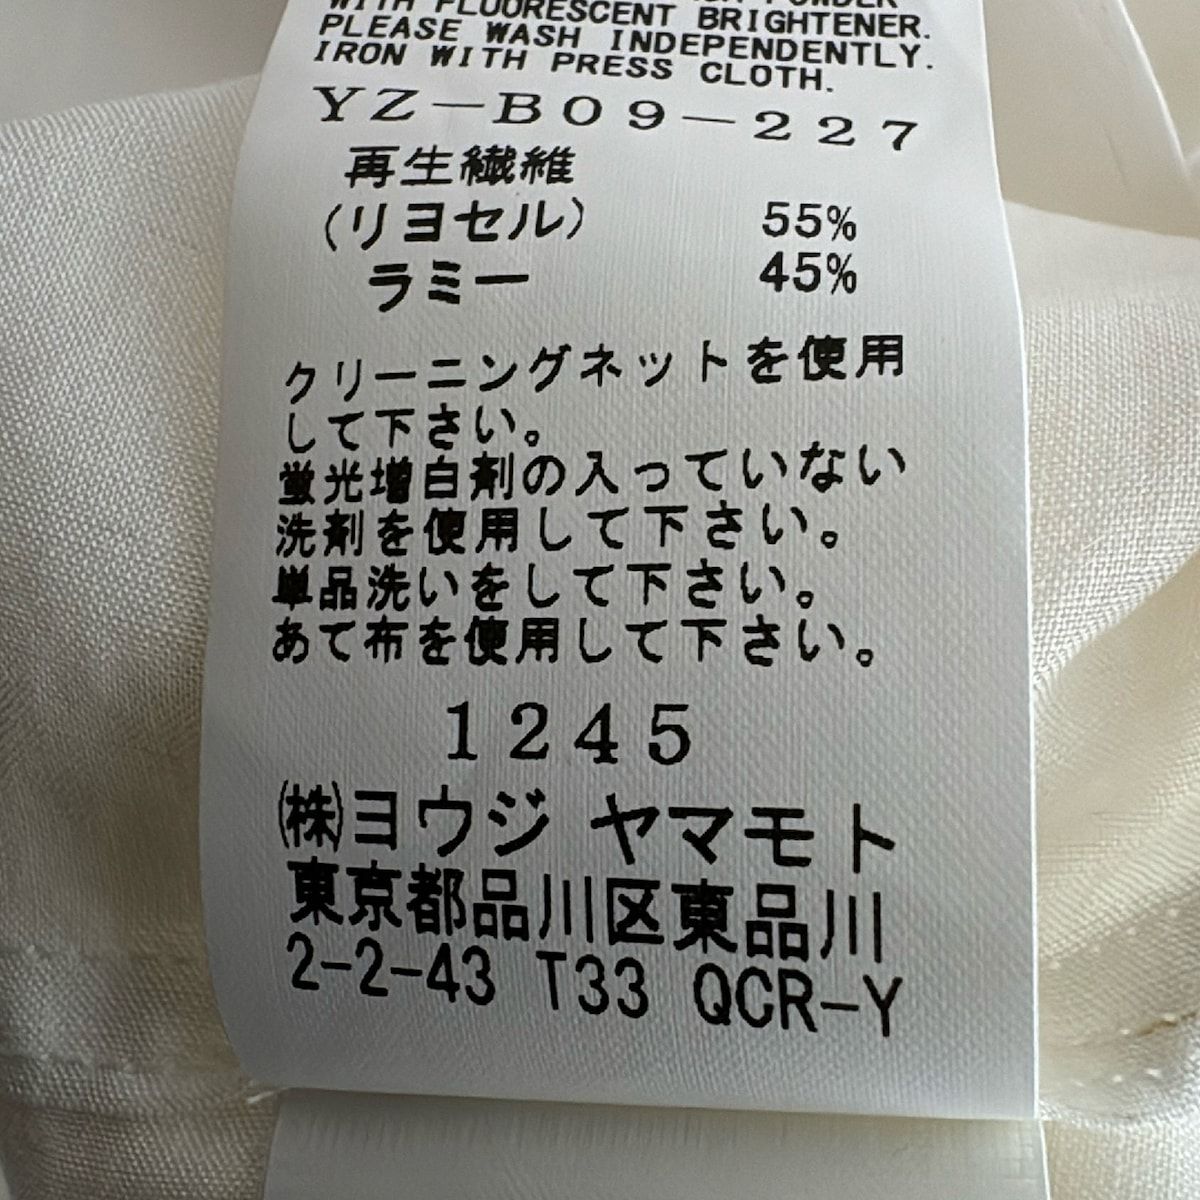 POWDER
WITH FLUORESCENT BRIGHTENER.
PLEASE WASH INDEPENDENTLY.
IRON WITH PRESS CLOTH.
YZ-B09-227
再生繊維
(リヨセル) 55%
ラミー 45%
クリーニングネットを使用
して下さい。
蛍光増白剤の入っていない
洗剤を使用して下さい。
単品洗いをして下さい。
あて布を使用して下さい。
1245
(株)ヨウジ ヤマモト
東京都品川区東品川
2-2-43 T33 QCR-Y